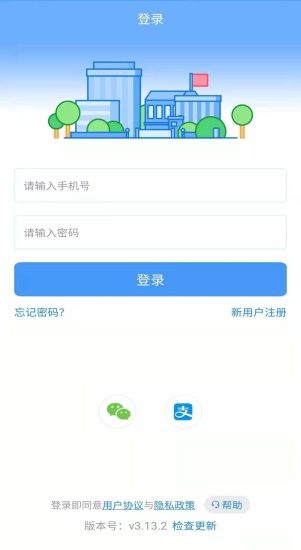 登录
请输入手机号
请输入密码
登录
忘记密码?
新用户注册
登录即同意用户协议与隐私政策 帮助
版本号：v3.13.2 检查更新